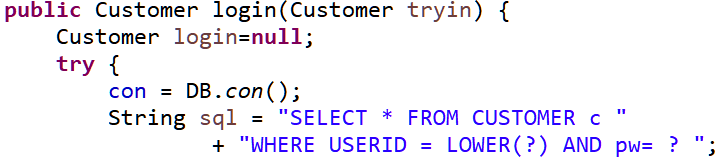 public Customer login(Customer tryin) {
Customer login=null;
try {
con = DB.con();
String sql = "SELECT * FROM CUSTOMER c "
+ "WHERE USERID = LOWER(?) AND pw= ? ";